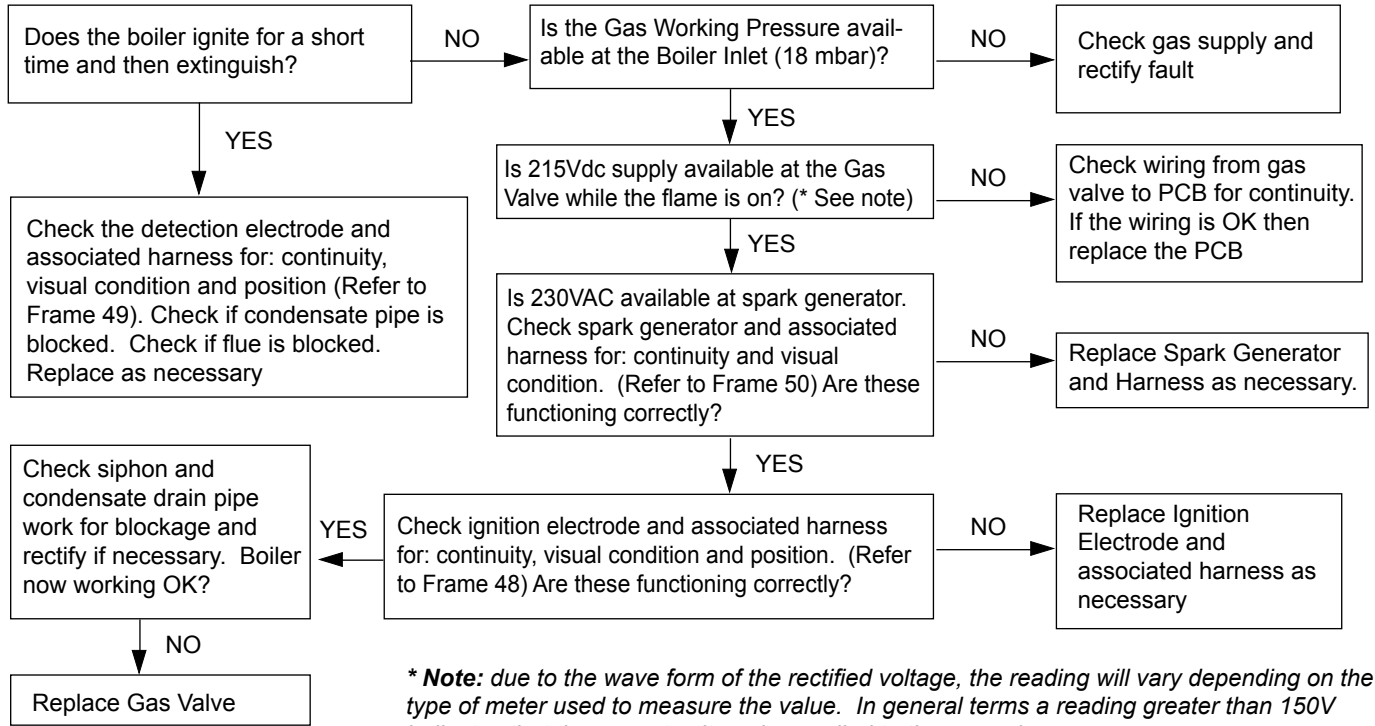 Does the boiler ignite for a short
time and then extinguish?
NO
Is the Gas Working Pressure avail-
able at the Boiler Inlet (18 mbar)?
NO
Check gas supply and
rectify fault
YES
YES
Is 215Vdc supply available at the Gas
Valve while the flame is on? (* See note)
NO
Check wiring from gas
valve to PCB for continuity.
If the wiring is OK then
replace the PCB
Check the detection electrode and
associated harness for: continuity,
visual condition and position (Refer to
Frame 49). Check if condensate pipe is
blocked. Check if flue is blocked.
Replace as necessary
YES
Is 230VAC available at spark generator.
Check spark generator and associated
harness for: continuity and visual
condition. (Refer to Frame 50) Are these
functioning correctly?
NO
Replace Spark Generator
and Harness as necessary.
YES
Check ignition electrode and associated harness
for: continuity, visual condition and position. (Refer
to Frame 48) Are these functioning correctly?
NO
Replace Ignition
Electrode and
associated harness as
necessary
YES
Check siphon and
condensate drain pipe
work for blockage and
rectify if necessary. Boiler
now working OK?
NO
Replace Gas Valve
* Note: due to the wave form of the rectified voltage, the reading will vary depending on the
type of meter used to measure the value. In general terms a reading greater than 150V